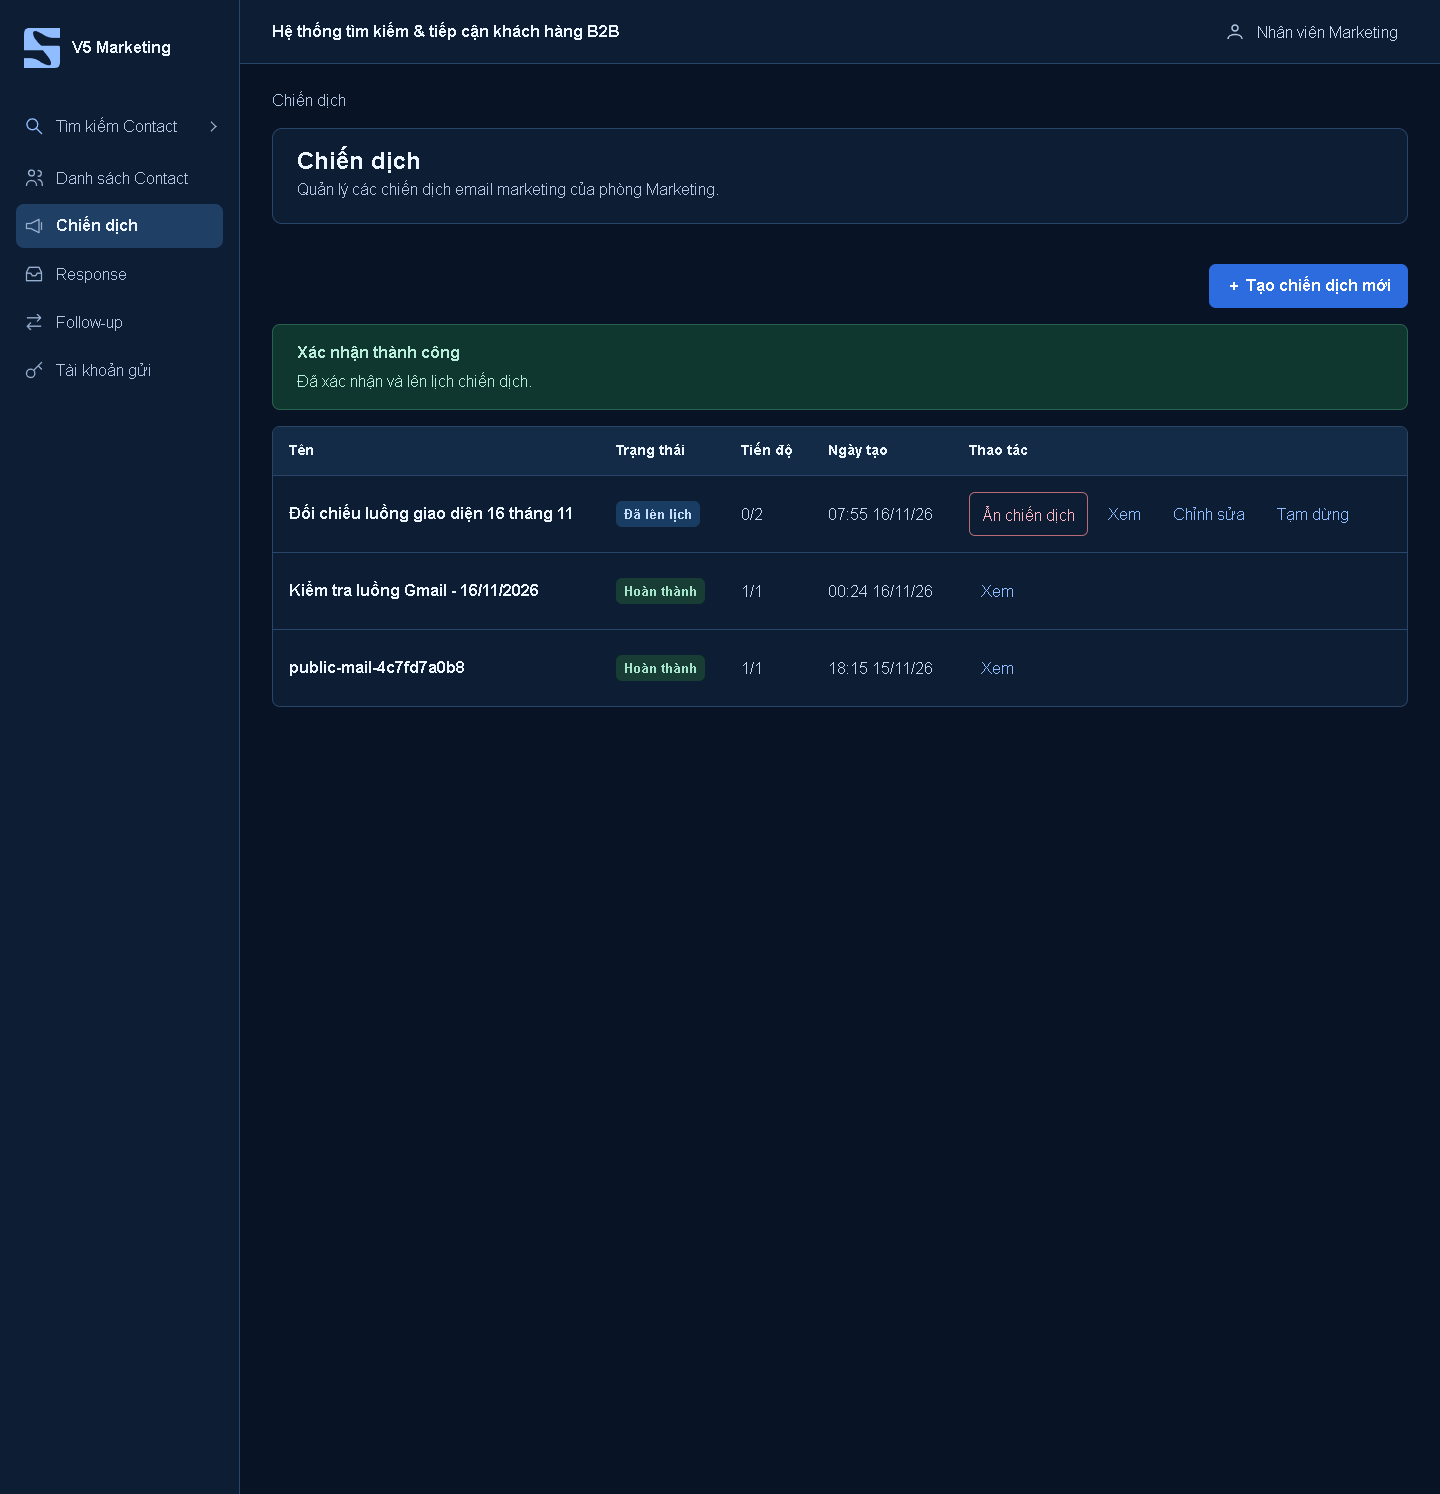 V5 Marketing
Hệ thống tìm kiếm & tiếp cận khách hàng B2B
Nhân viên Marketing
Tìm kiếm Contact
Danh sách Contact
Chiến dịch
Response
Follow-up
Tài khoản gửi
Chiến dịch
Chiến dịch
Quản lý các chiến dịch email marketing của phòng Marketing.
+ Tạo chiến dịch mới
Xác nhận thành công
Đã xác nhận và lên lịch chiến dịch.
Tên Trạng thái Tiến độ Ngày tạo Thao tác
Đối chiếu luồng giao diện 16 tháng 11 Đã lên lịch 0/2 07:55 16/11/26 Ẩn chiến dịch Xem Chỉnh sửa Tạm dừng
Kiểm tra luồng Gmail - 16/11/2026 Hoàn thành 1/1 00:24 16/11/26 Xem
public-mail-4c7fd7a0b8 Hoàn thành 1/1 18:15 15/11/26 Xem